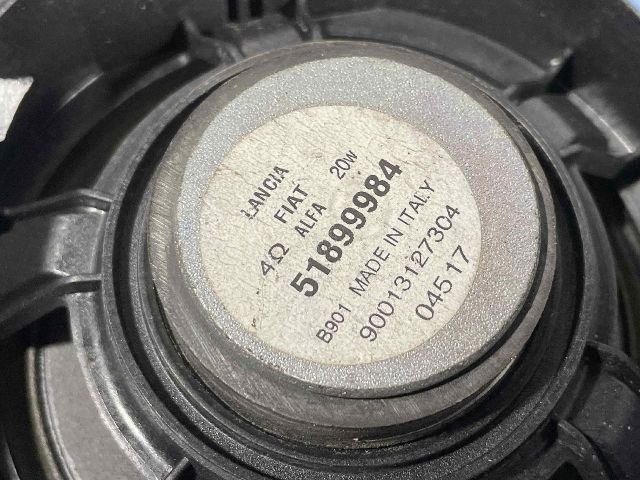 LANCIA
FIAT
4Ω ALFA 20W
51899984
B901 MADE IN ITALY
90013127304
04517